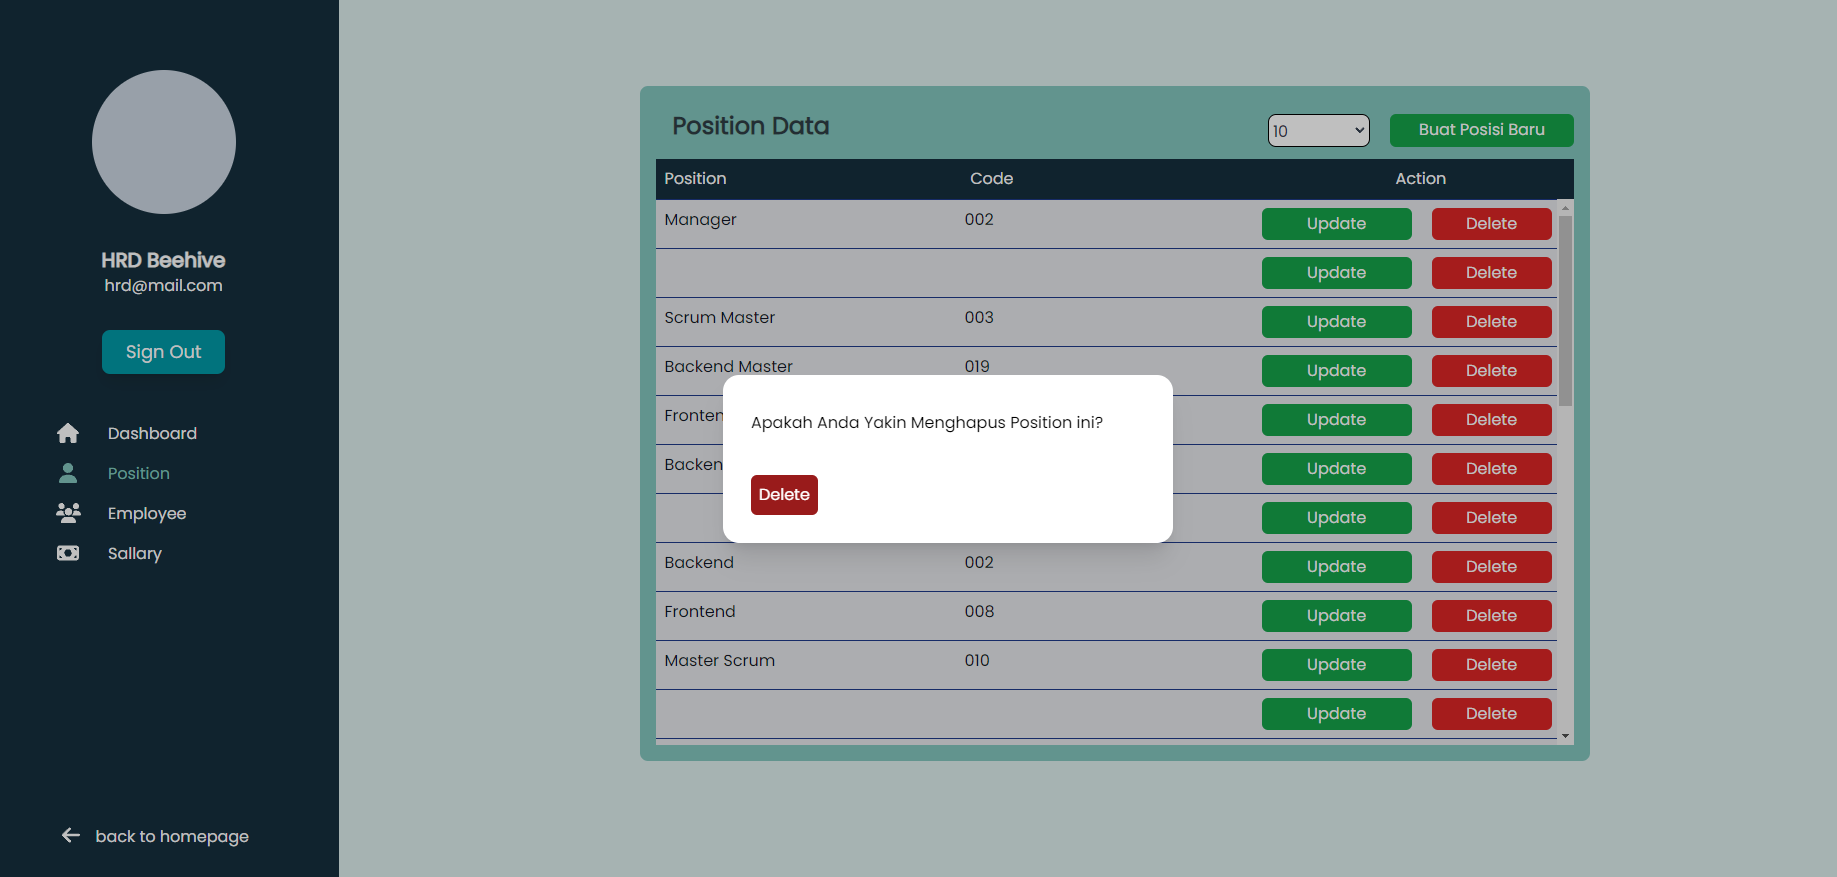 HRD Beehive
hrd@mail.com
Sign Out
Dashboard
Position
Employee
Sallary
back to homepage
Position Data
10
Buat Posisi Baru
Position Code Action
Manager 002 Update Delete
Update Delete
Scrum Master 003 Update Delete
Backend Master 019 Update Delete
Update Delete
Update Delete
Update Delete
Backend 002 Update Delete
Frontend 008 Update Delete
Master Scrum 010 Update Delete
Update Delete
Apakah Anda Yakin Menghapus Position ini?
Delete